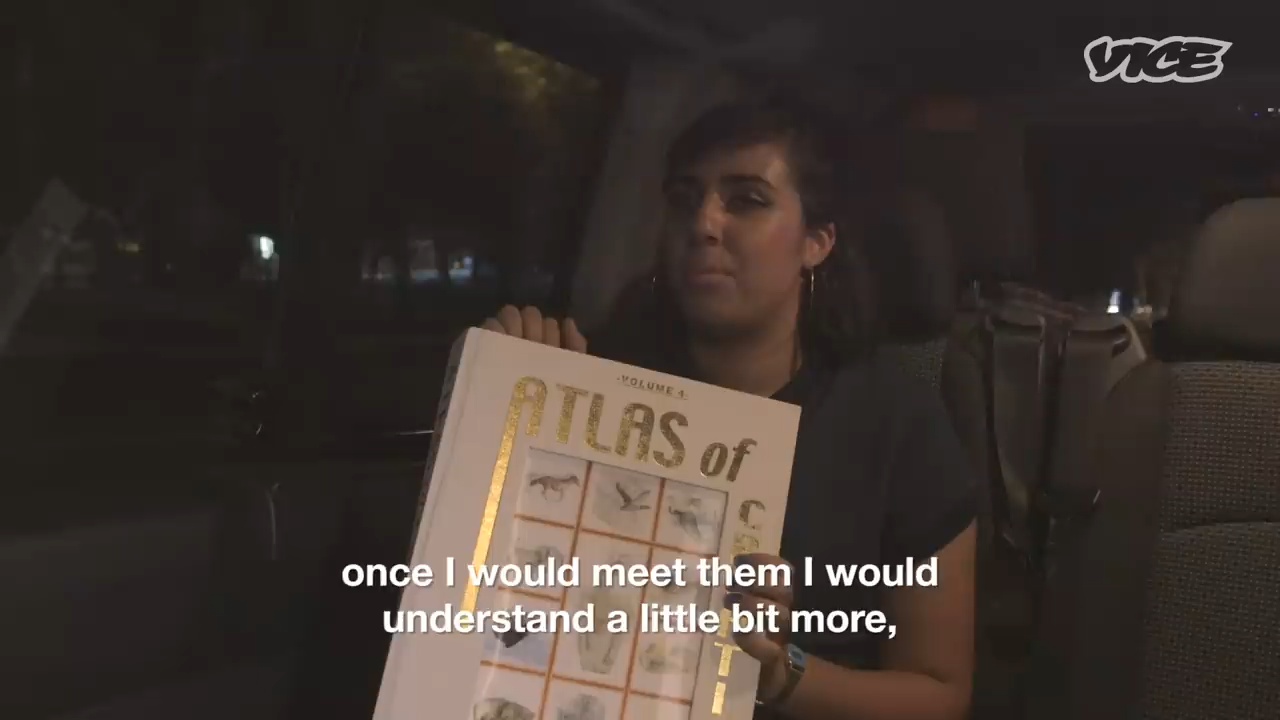 VICE
·VOLUME 4·
ATLAS of
once I would meet them I would
understand a little bit more,